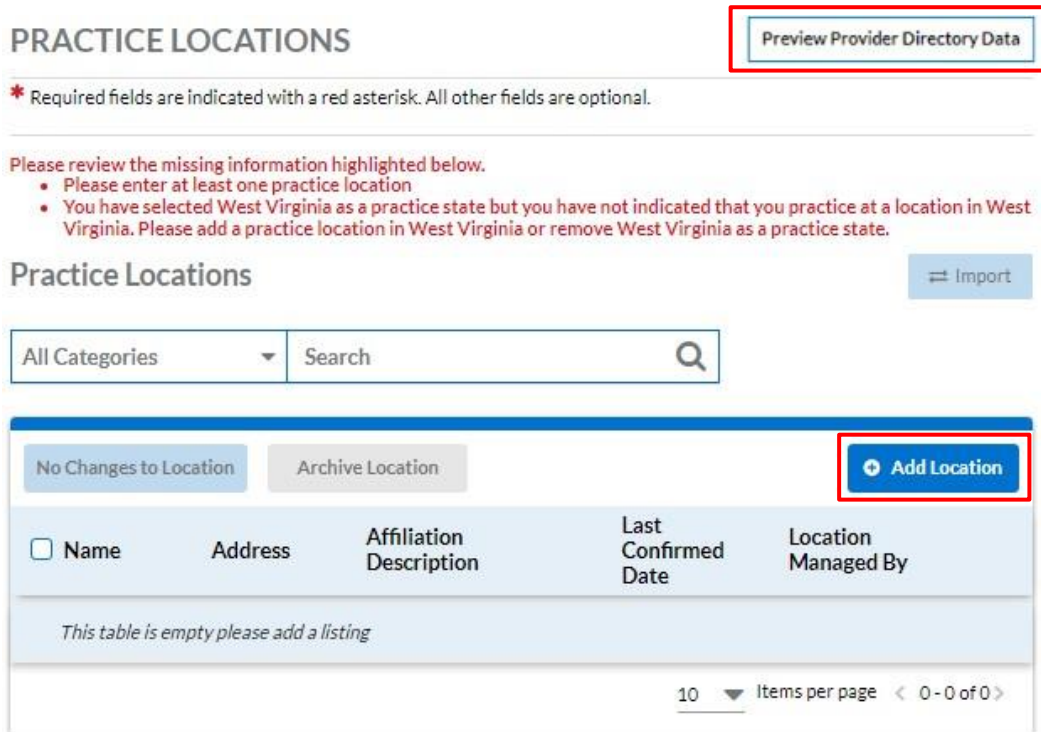 PRACTICE LOCATIONS
Preview Provider Directory Data
* Required fields are indicated with a red asterisk. All other fields are optional.
Please review the missing information highlighted below.
• Please enter at least one practice location
• You have selected West Virginia as a practice state but you have not indicated that you practice at a location in West
Virginia. Please add a practice location in West Virginia or remove West Virginia as a practice state.
Practice Locations
Import
All Categories
Search
No Changes to Location
Archive Location
Add Location
Name
Address
Affiliation
Description
Last
Confirmed
Date
Location
Managed By
This table is empty please add a listing
10
Items per page
< 0 - 0 of 0 >